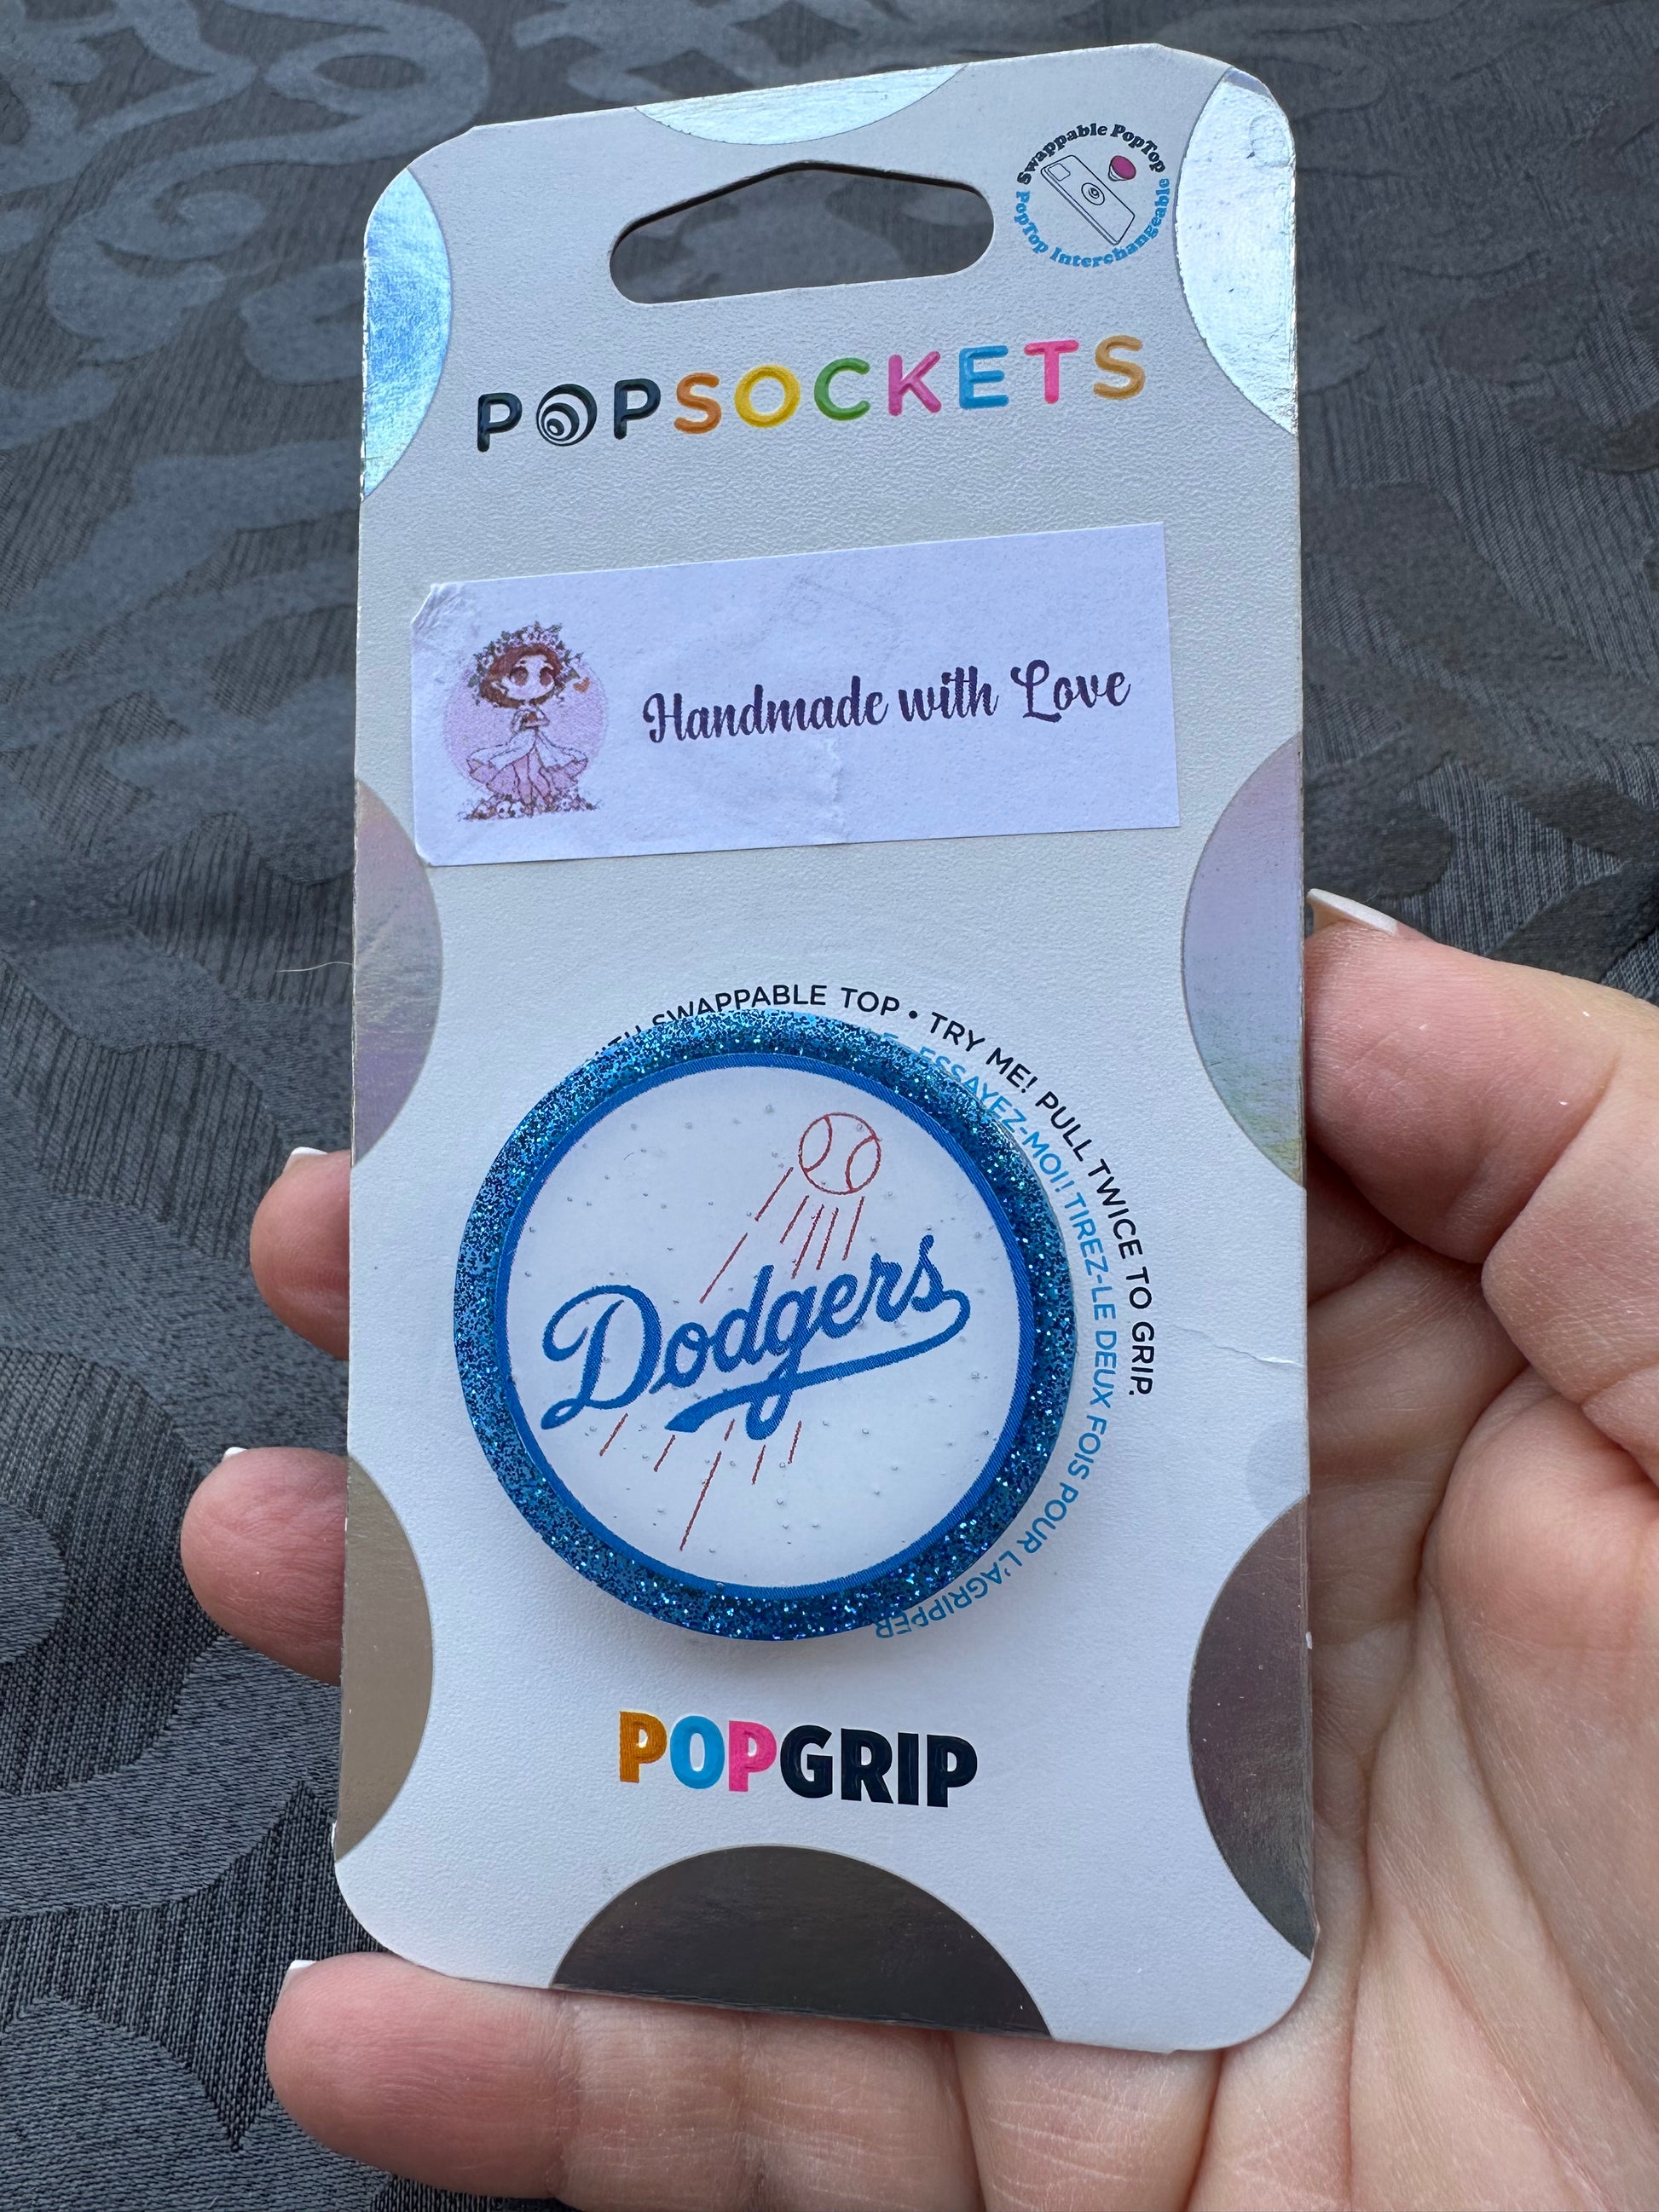 Swappable PopTop
PopTop Interchangeable
POPSOCKETS
Handmade with Love
SWAPPABLE TOP • TRY ME! PULL TWICE TO GRIP.
ESSAYEZ-MOI! TIREZ-LE DEUX FOIS POUR L'AGRIPPER
Dodgers
POPGRIP